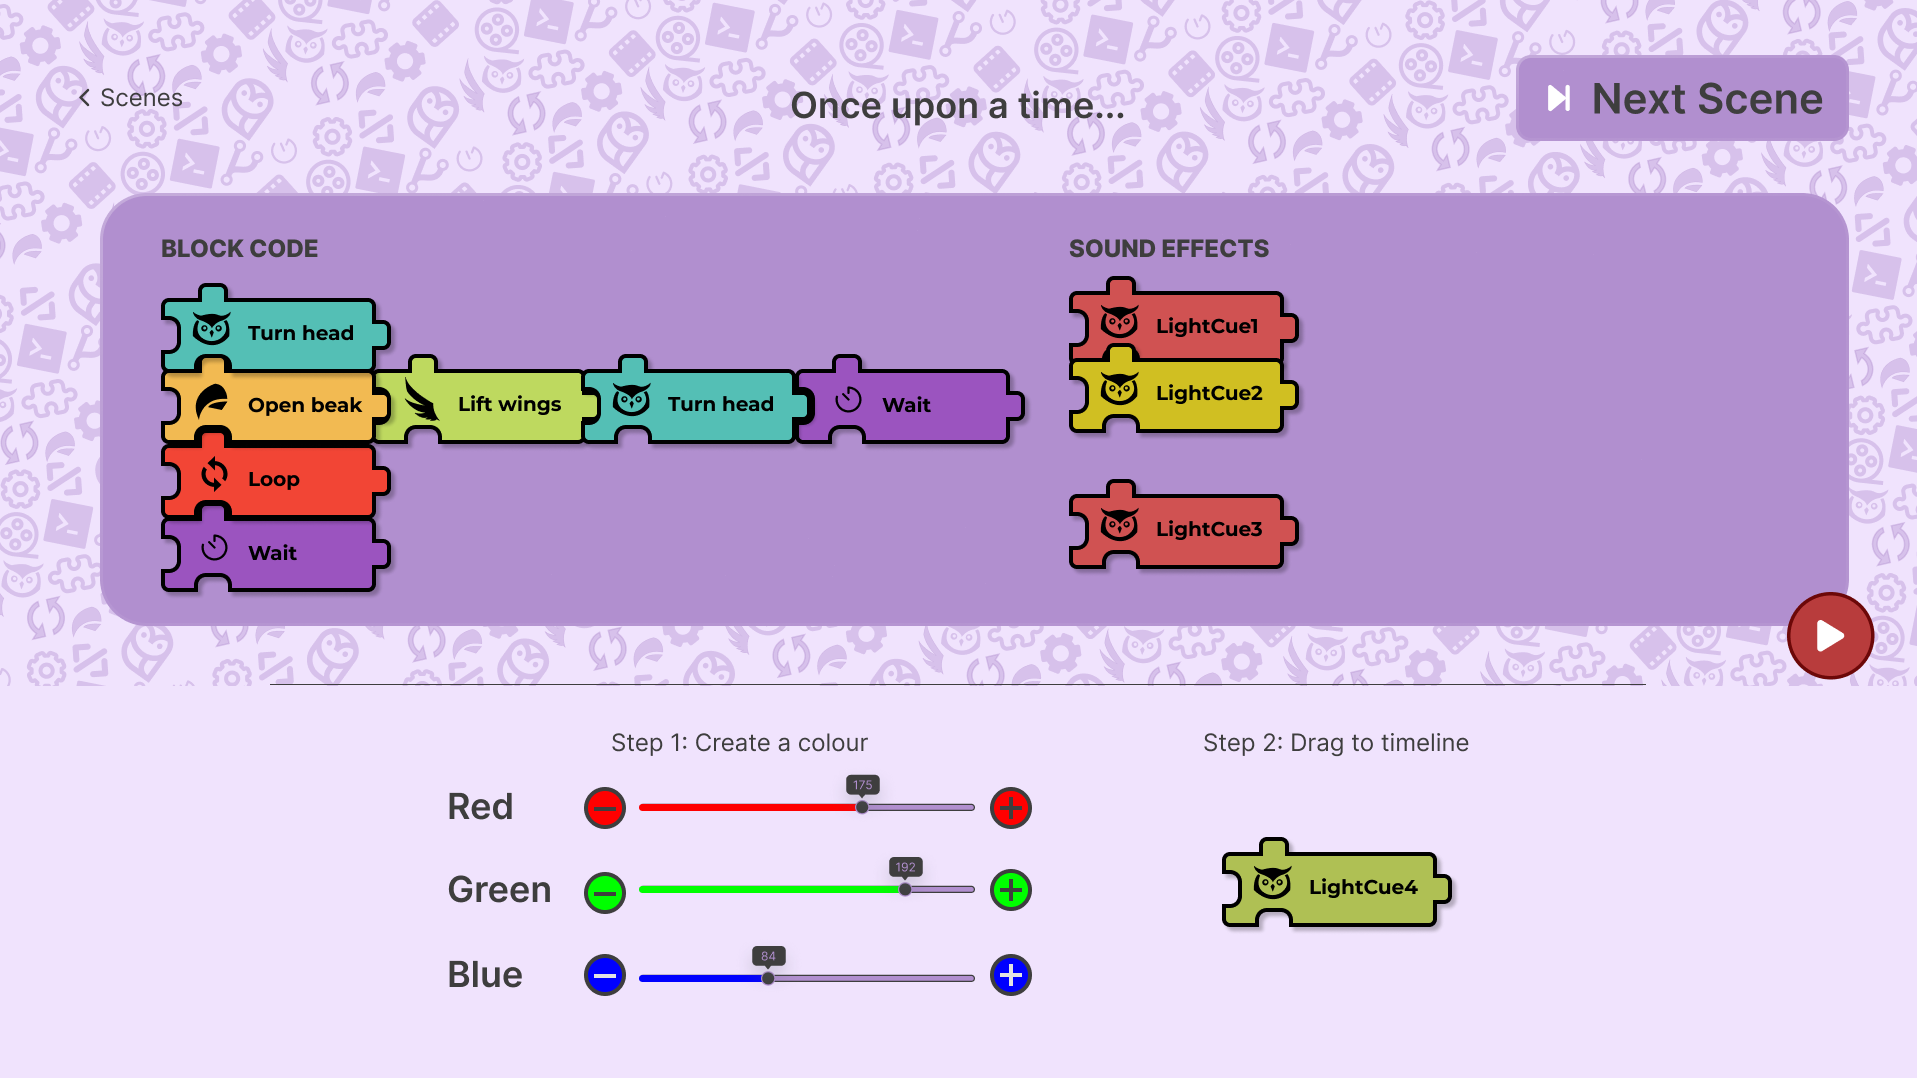 Scenes
Once upon a time...
Next Scene
BLOCK CODE
Turn head
Open beak
Lift wings
Turn head
Wait
Loop
Wait
SOUND EFFECTS
LightCue1
LightCue2
LightCue3
Step 1: Create a colour
Red
175
Green
192
Blue
84
Step 2: Drag to timeline
LightCue4